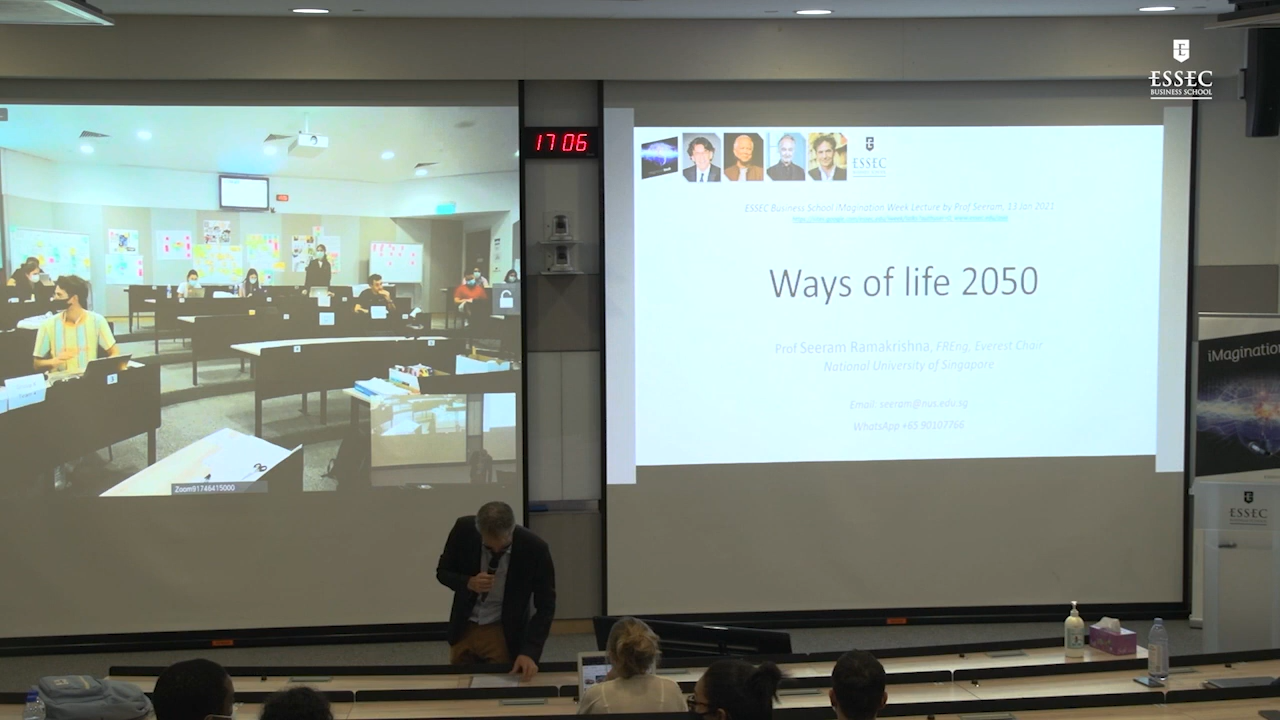 ESSEC
BUSINESS SCHOOL
17 06
ESSEC
ESSEC Business School iMagination Week Lecture by Prof Seeram, 13 Jan 2021
Ways of life 2050
Prof Seeram Ramakrishna, FREng, Everest Chair
National University of Singapore
Email: seeram@nus.edu.sg
WhatsApp +65 90107766
iMagination
Zoom91746415000
ESSEC